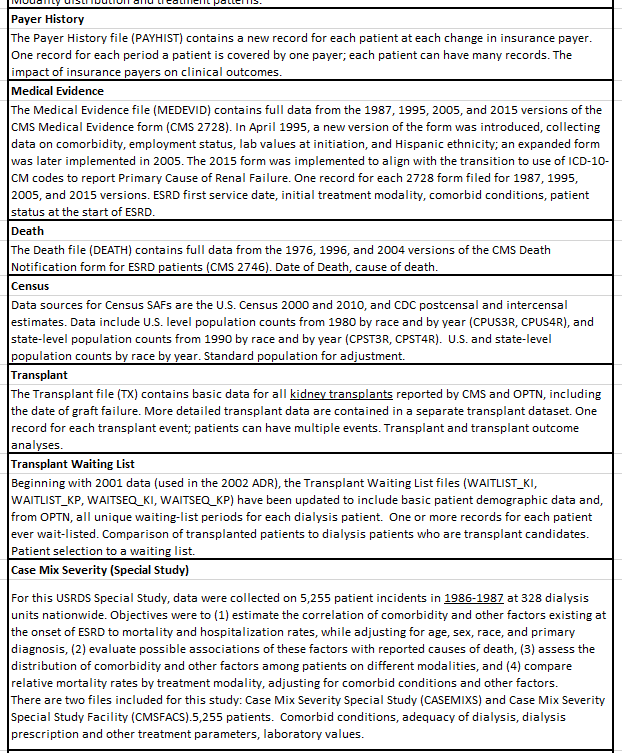 Modality distribution and treatment patterns.
Payer History
The Payer History file (PAYHIST) contains a new record for each patient at each change in insurance payer.
One record for each period a patient is covered by one payer; each patient can have many records. The
impact of insurance payers on clinical outcomes.
Medical Evidence
The Medical Evidence file (MEDEVID) contains full data from the 1987, 1995, 2005, and 2015 versions of the
CMS Medical Evidence form (CMS 2728). In April 1995, a new version of the form was introduced, collecting
data on comorbidity, employment status, lab values at initiation, and Hispanic ethnicity; an expanded form
was later implemented in 2005. The 2015 form was implemented to align with the transition to use of ICD-10-
CM codes to report Primary Cause of Renal Failure. One record for each 2728 form filed for 1987, 1995,
2005, and 2015 versions. ESRD first service date, initial treatment modality, comorbid conditions, patient
status at the start of ESRD.
Death
The Death file (DEATH) contains full data from the 1976, 1996, and 2004 versions of the CMS Death
Notification form for ESRD patients (CMS 2746). Date of Death, cause of death.
Census
Data sources for Census SAFs are the U.S. Census 2000 and 2010, and CDC postcensal and intercensal
estimates. Data include U.S. level population counts from 1980 by race and by year (CPUS3R, CPUS4R), and
state-level population counts from 1990 by race and by year (CPST3R, CPST4R).  U.S. and state-level
population counts by race by year. Standard population for adjustment.
Transplant
The Transplant file (TX) contains basic data for all kidney transplants reported by CMS and OPTN, including
the date of graft failure. More detailed transplant data are contained in a separate transplant dataset. One
record for each transplant event; patients can have multiple events. Transplant and transplant outcome
analyses.
Transplant Waiting List
Beginning with 2001 data (used in the 2002 ADR), the Transplant Waiting List files (WAITLIST_KI,
WAITLIST_KP, WAITSEQ_KI, WAITSEQ_KP) have been updated to include basic patient demographic data and,
from OPTN, all unique waiting-list periods for each dialysis patient.  One or more records for each patient
ever wait-listed. Comparison of transplanted patients to dialysis patients who are transplant candidates.
Patient selection to a waiting list.
Case Mix Severity (Special Study)
For this USRDS Special Study, data were collected on 5,255 patient incidents in 1986-1987 at 328 dialysis
units nationwide. Objectives were to (1) estimate the correlation of comorbidity and other factors existing at
the onset of ESRD to mortality and hospitalization rates, while adjusting for age, sex, race, and primary
diagnosis, (2) evaluate possible associations of these factors with reported causes of death, (3) assess the
distribution of comorbidity and other factors among patients on different modalities, and (4) compare
relative mortality rates by treatment modality, adjusting for comorbid conditions and other factors.
There are two files included for this study: Case Mix Severity Special Study (CASEMIXS) and Case Mix Severity
Special Study Facility (CMSFACS).5,255 patients.  Comorbid conditions, adequacy of dialysis, dialysis
prescription and other treatment parameters, laboratory values.